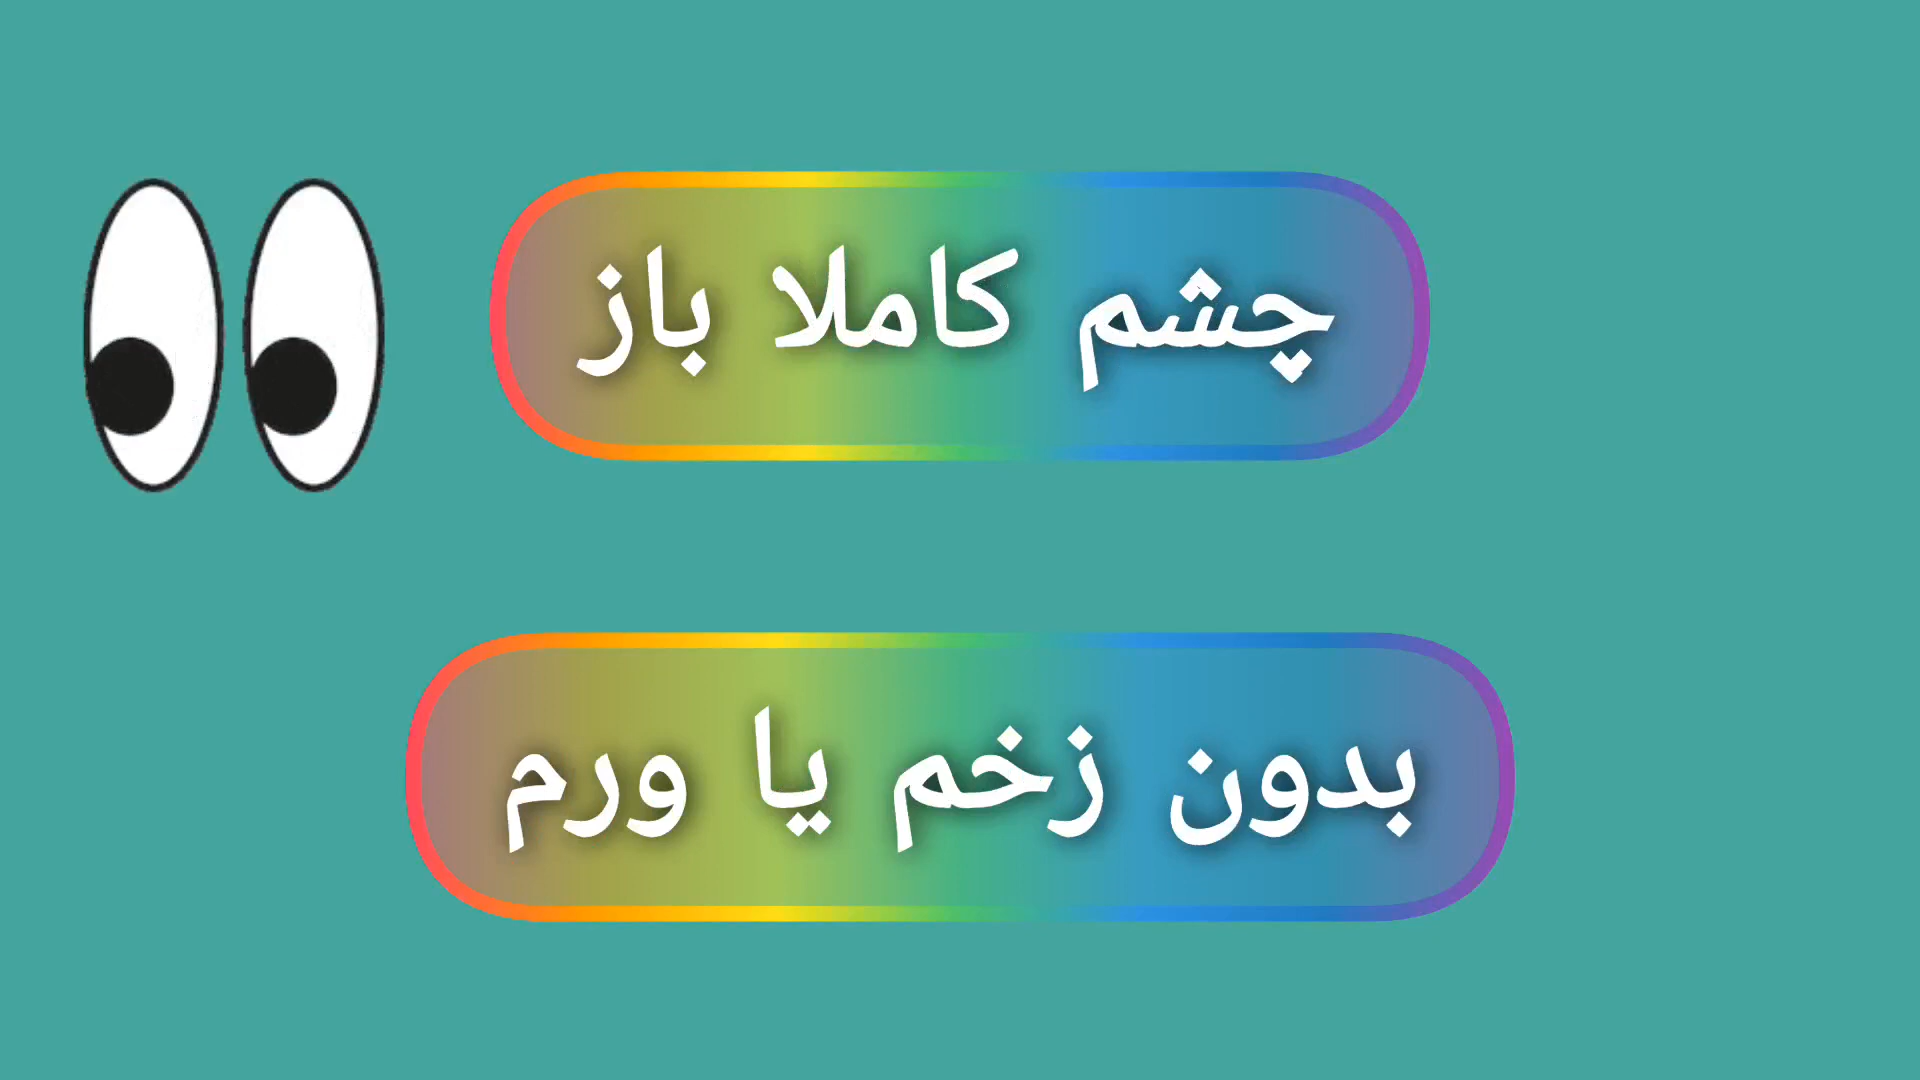 چشم کاملا باز
بدون زخم یا ورم